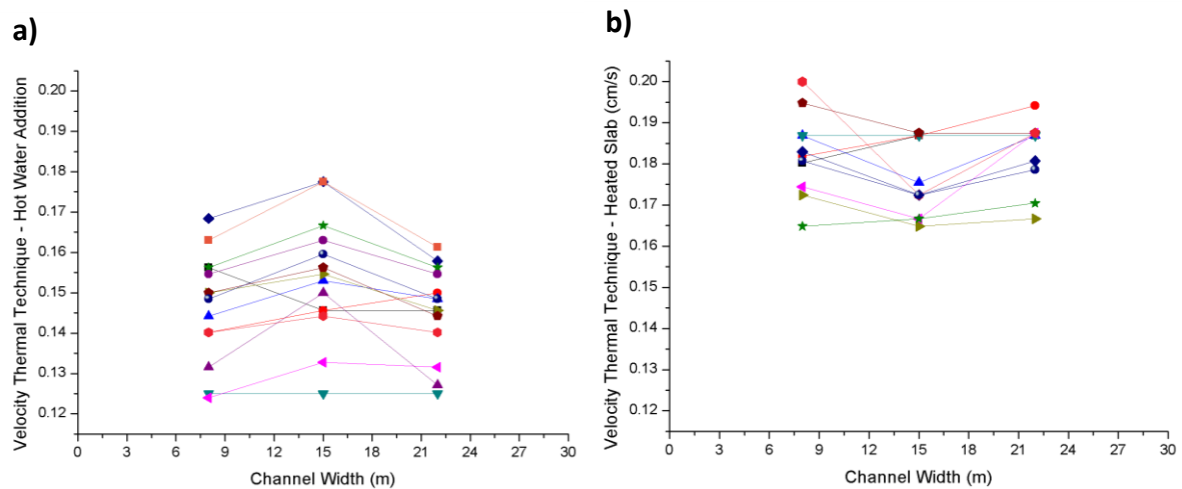 a)
Velocity Thermal Technique - Hot Water Addition
0.20
0.19
0.18
0.17
0.16
0.15
0.14
0.13
0.12
0 3 6 9 12 15 18 21 24 27 30
Channel Width (m)
b)
Velocity Thermal Technique - Heated Slab (cm/s)
0.20
0.19
0.18
0.17
0.16
0.15
0.14
0.13
0.12
0 3 6 9 12 15 18 21 24 27 30
Channel Width (m)